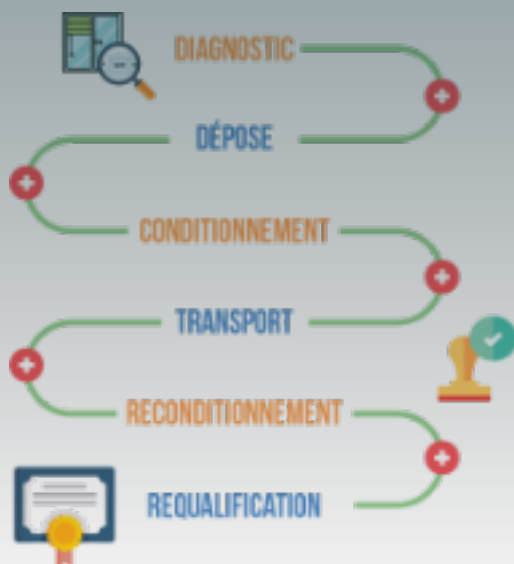 DIAGNOSTIC
DÉPOSE
CONDITIONNEMENT
TRANSPORT
RECONDITIONNEMENT
REQUALIFICATION